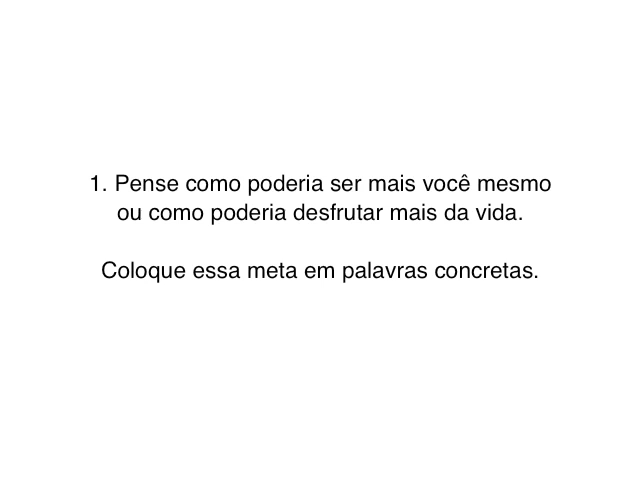 1. Pense como poderia ser mais você mesmo
ou como poderia desfrutar mais da vida.
Coloque essa meta em palavras concretas.